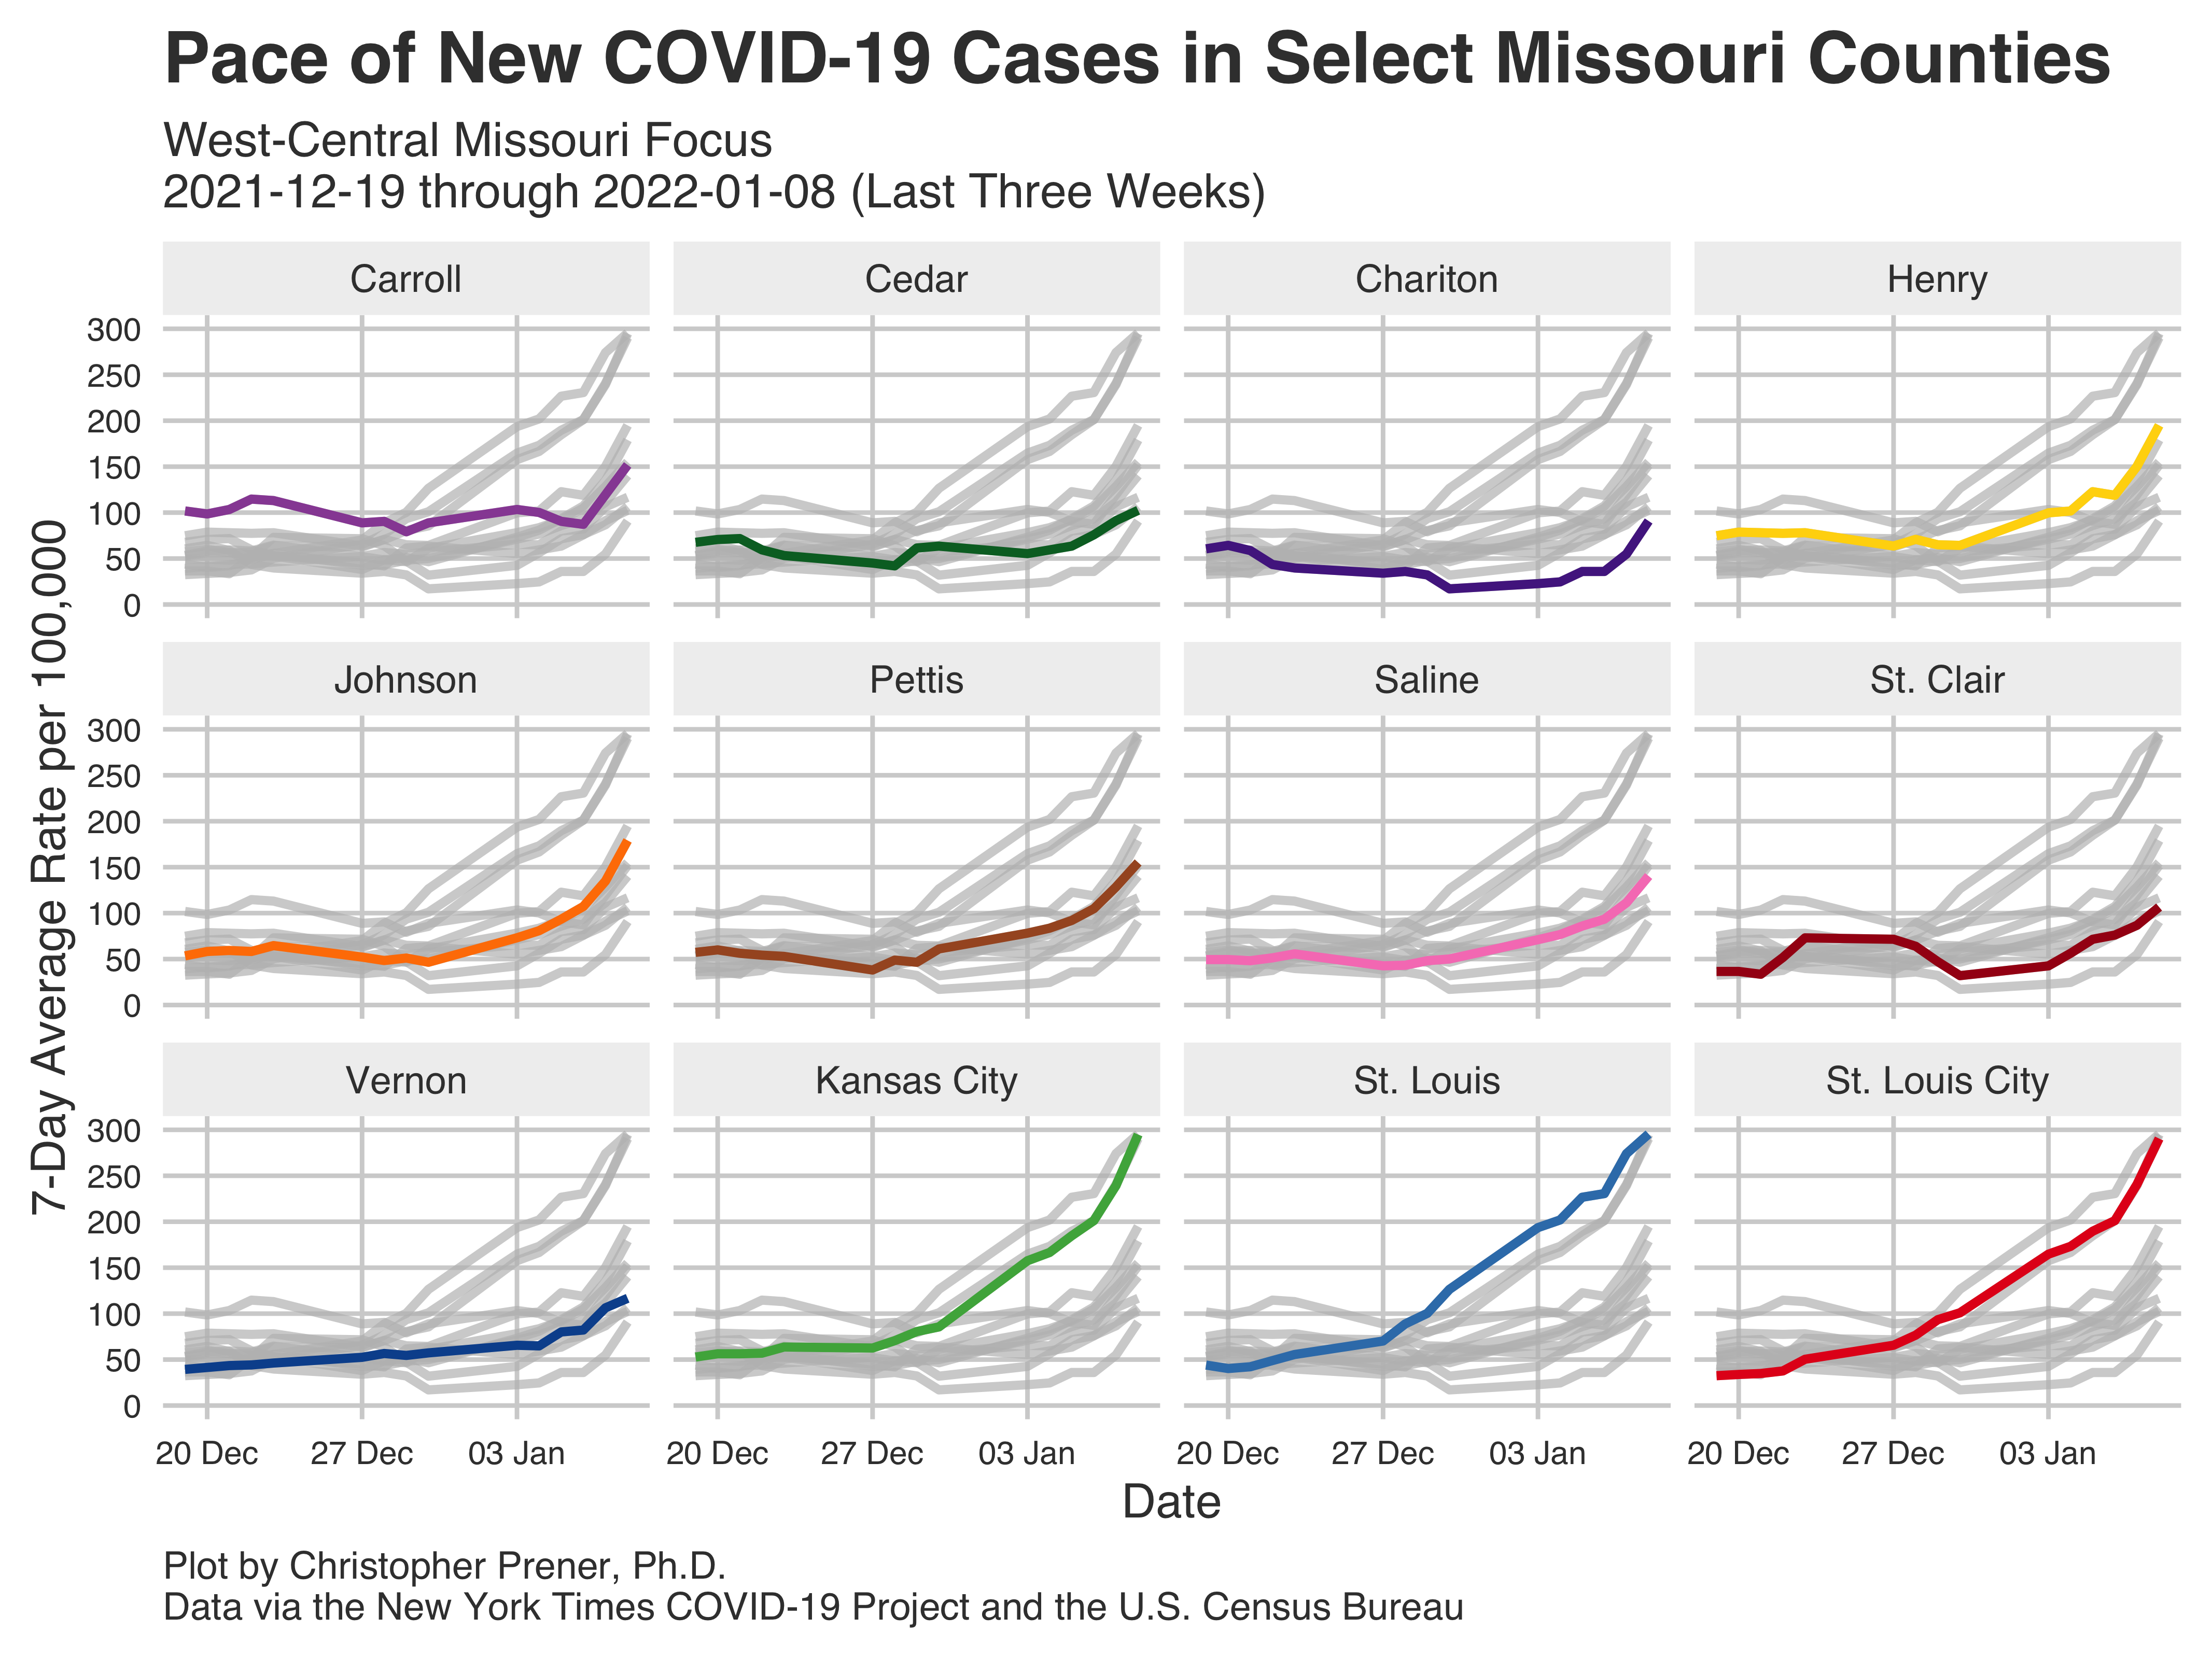 Pace of New COVID-19 Cases in Select Missouri Counties
West-Central Missouri Focus
2021-12-19 through 2022-01-08 (Last Three Weeks)
Carroll
Cedar
Chariton
Henry
300
250
200
150
100
50
0
Johnson
Pettis
Saline
St. Clair
300
250
200
150
100
50
0
Vernon
Kansas City
St. Louis
St. Louis City
300
250
200
150
100
50
0
7-Day Average Rate per 100,000
20 Dec 27 Dec 03 Jan
20 Dec 27 Dec 03 Jan
20 Dec 27 Dec 03 Jan
20 Dec 27 Dec 03 Jan
Date
Plot by Christopher Prener, Ph.D.
Data via the New York Times COVID-19 Project and the U.S. Census Bureau